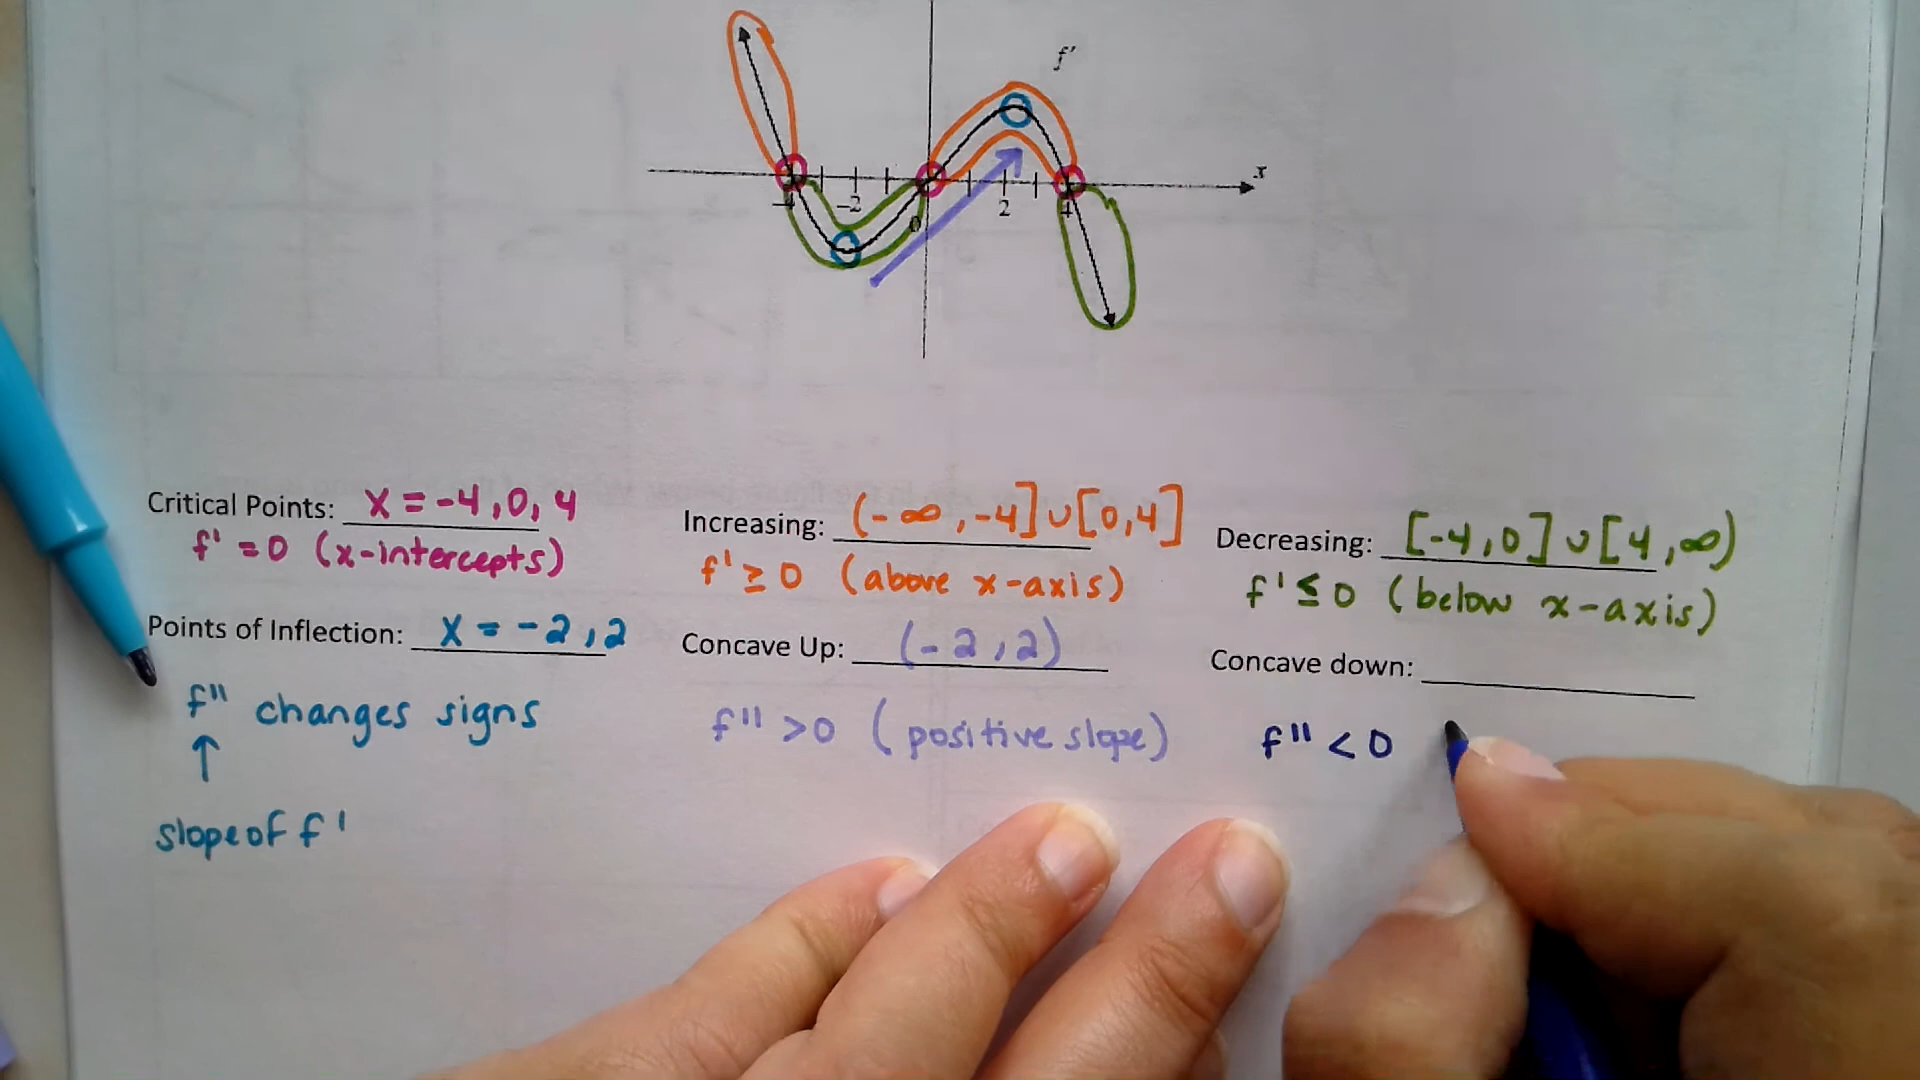 f'
x
-4 -2 0 2 4
Critical Points: x = -4, 0, 4
f' = 0 (x-intercepts)
Increasing: (-∞, -4] ∪ [0, 4]
f' ≥ 0 (above x-axis)
Decreasing: [-4, 0] ∪ [4, ∞)
f' ≤ 0 (below x-axis)
Points of Inflection: x = -2, 2
f'' changes signs
↑
slope of f'
Concave Up: (-2, 2)
f'' > 0 (positive slope)
Concave down:
f'' < 0